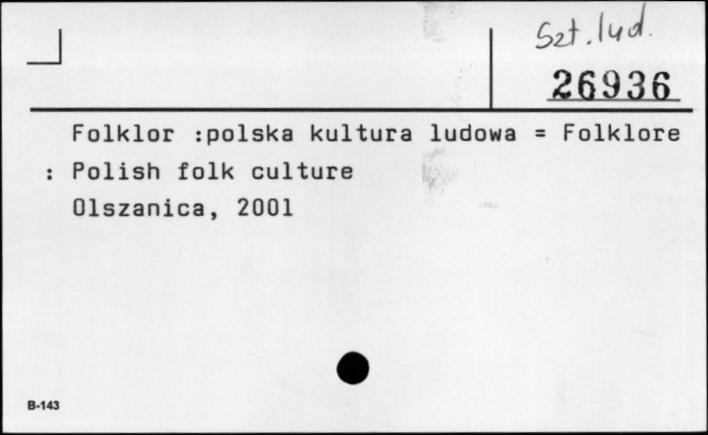 Szt. lud.
26936
Folklor :polska kultura ludowa = Folklore
: Polish folk culture
Olszanica, 2001
B-143